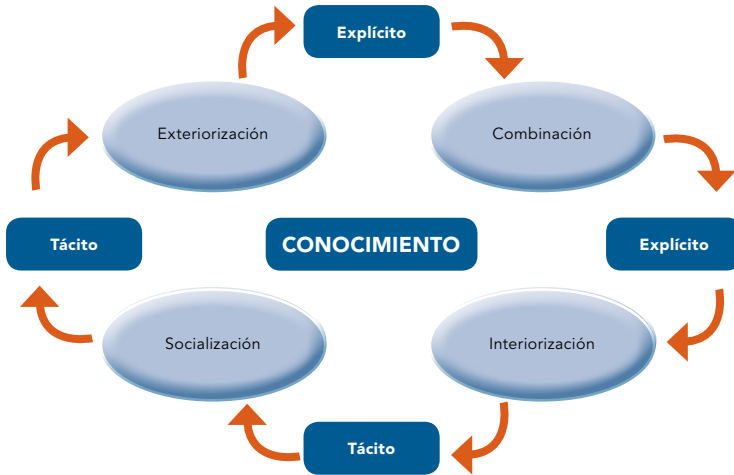 Explícito
Exteriorización
Combinación
Tácito
CONOCIMIENTO
Explícito
Socialización
Interiorización
Tácito